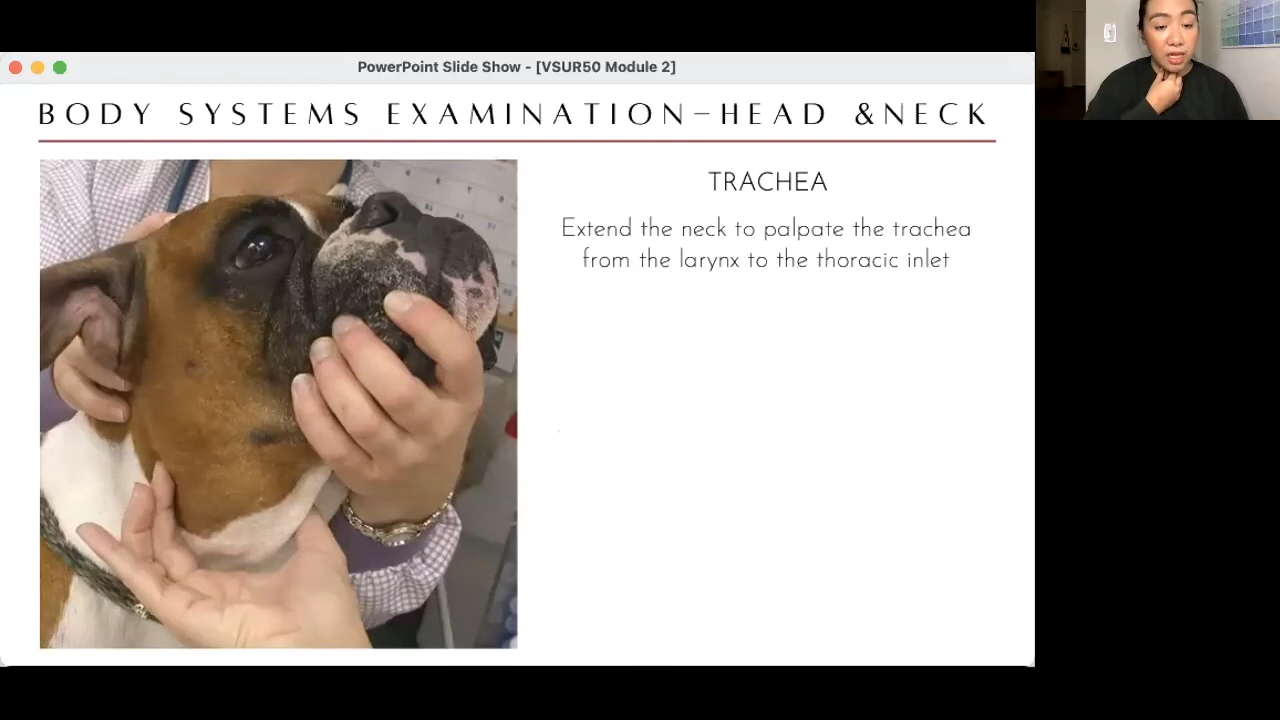 PowerPoint Slide Show - [VSUR50 Module 2]
BODY SYSTEMS EXAMINATION–HEAD &NECK
TRACHEA
Extend the neck to palpate the trachea
from the larynx to the thoracic inlet